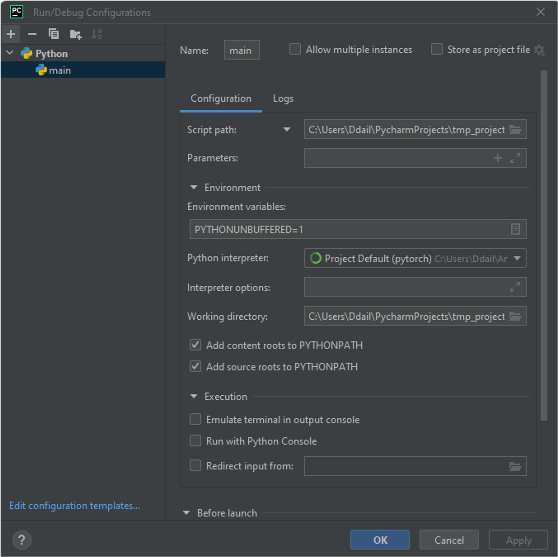 PC Run/Debug Configurations
Python
main
Name: main Allow multiple instances Store as project file
Configuration Logs
Script path: C:\Users\Ddail\PycharmProjects\tmp_project
Parameters:
Environment
Environment variables:
PYTHONUNBUFFERED=1
Python interpreter: Project Default (pytorch) C:\Users\Ddail\An
Interpreter options:
Working directory: C:\Users\Ddail\PycharmProjects\tmp_project
Add content roots to PYTHONPATH
Add source roots to PYTHONPATH
Execution
Emulate terminal in output console
Run with Python Console
Redirect input from:
Edit configuration templates...
Before launch
? OK Cancel Apply